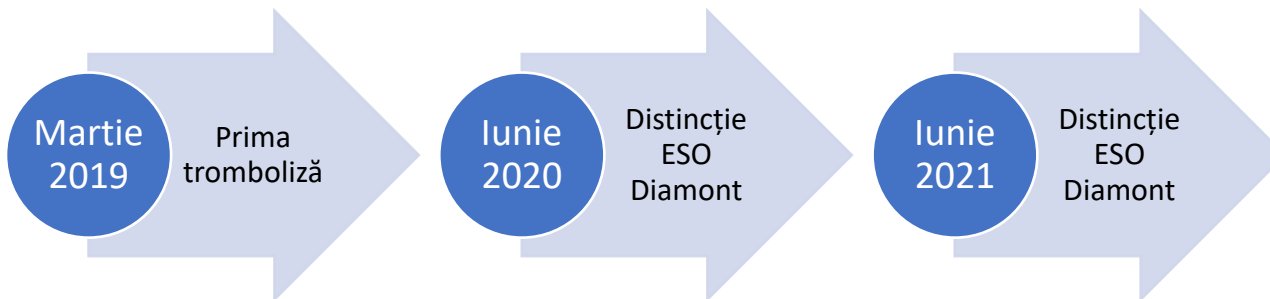 Martie
2019
Prima
tromboliză
Iunie
2020
Distincție
ESO
Diamont
Iunie
2021
Distincție
ESO
Diamont